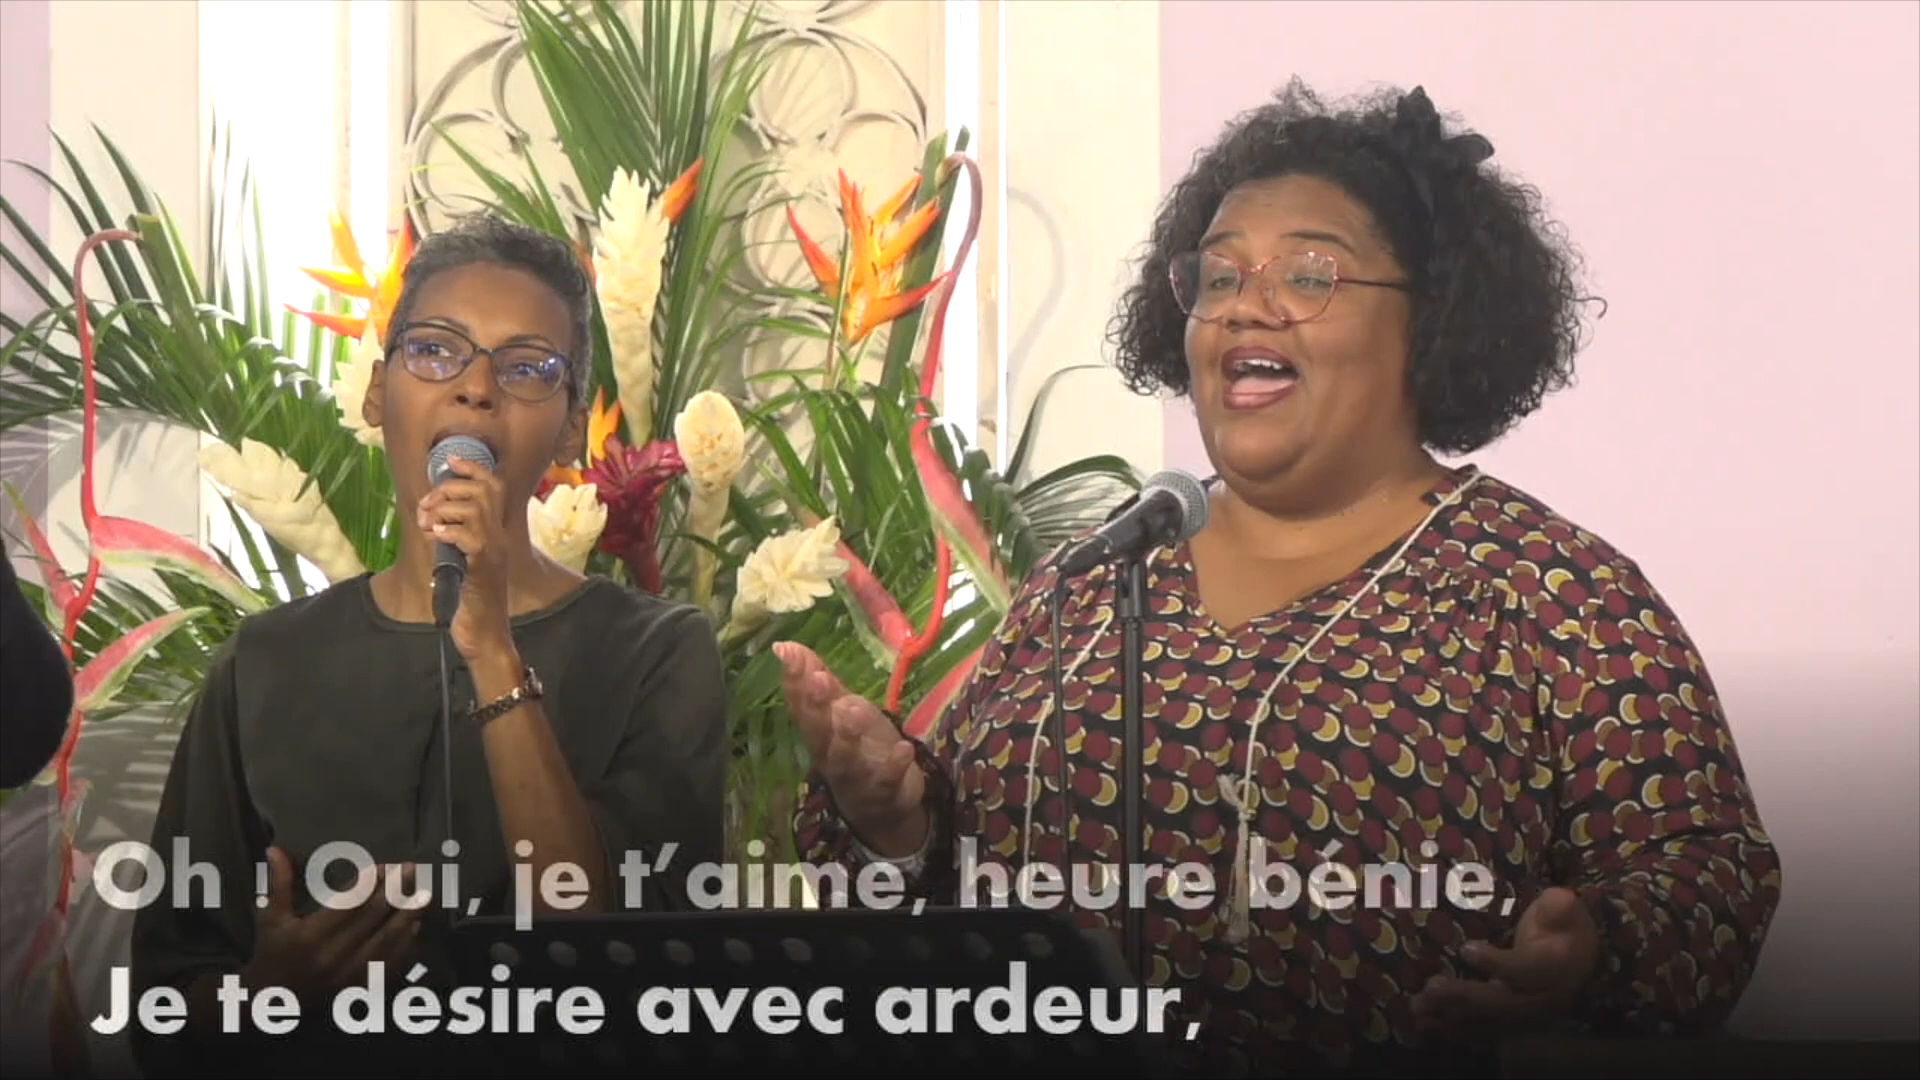 Oh ! Oui, je t’aime, heure bénie,
Je te désire avec ardeur,